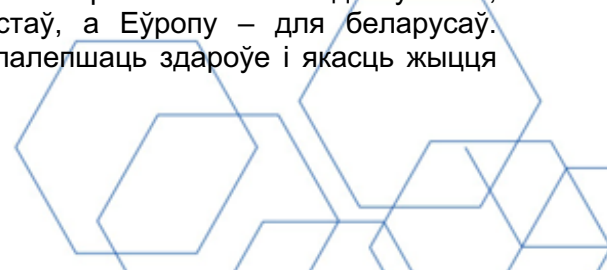 стаў, а Еўропу – для беларусаў.
палепшаць здароўе і якасць жыцця